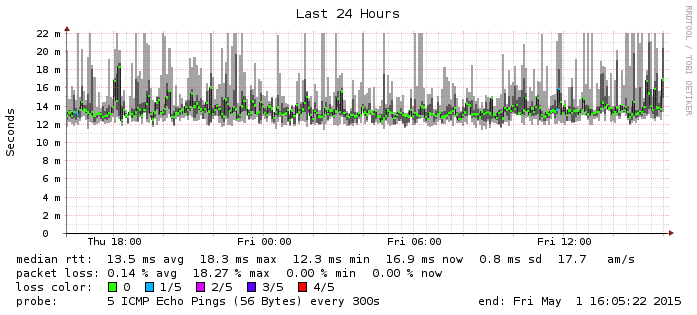 Last 24 Hours
RRDTOOL / TOBI OETIKER
Seconds
22 m
20 m
18 m
16 m
14 m
12 m
10 m
8 m
6 m
4 m
2 m
0
Thu 18:00 Fri 00:00 Fri 06:00 Fri 12:00
median rtt: 13.5 ms avg 18.3 ms max 12.3 ms min 16.9 ms now 0.8 ms sd 17.7 am/s
packet loss: 0.14 % avg 18.27 % max 0.00 % min 0.00 % now
loss color: 0 1/5 2/5 3/5 4/5
probe: 5 ICMP Echo Pings (56 Bytes) every 300s end: Fri May 1 16:05:22 2015